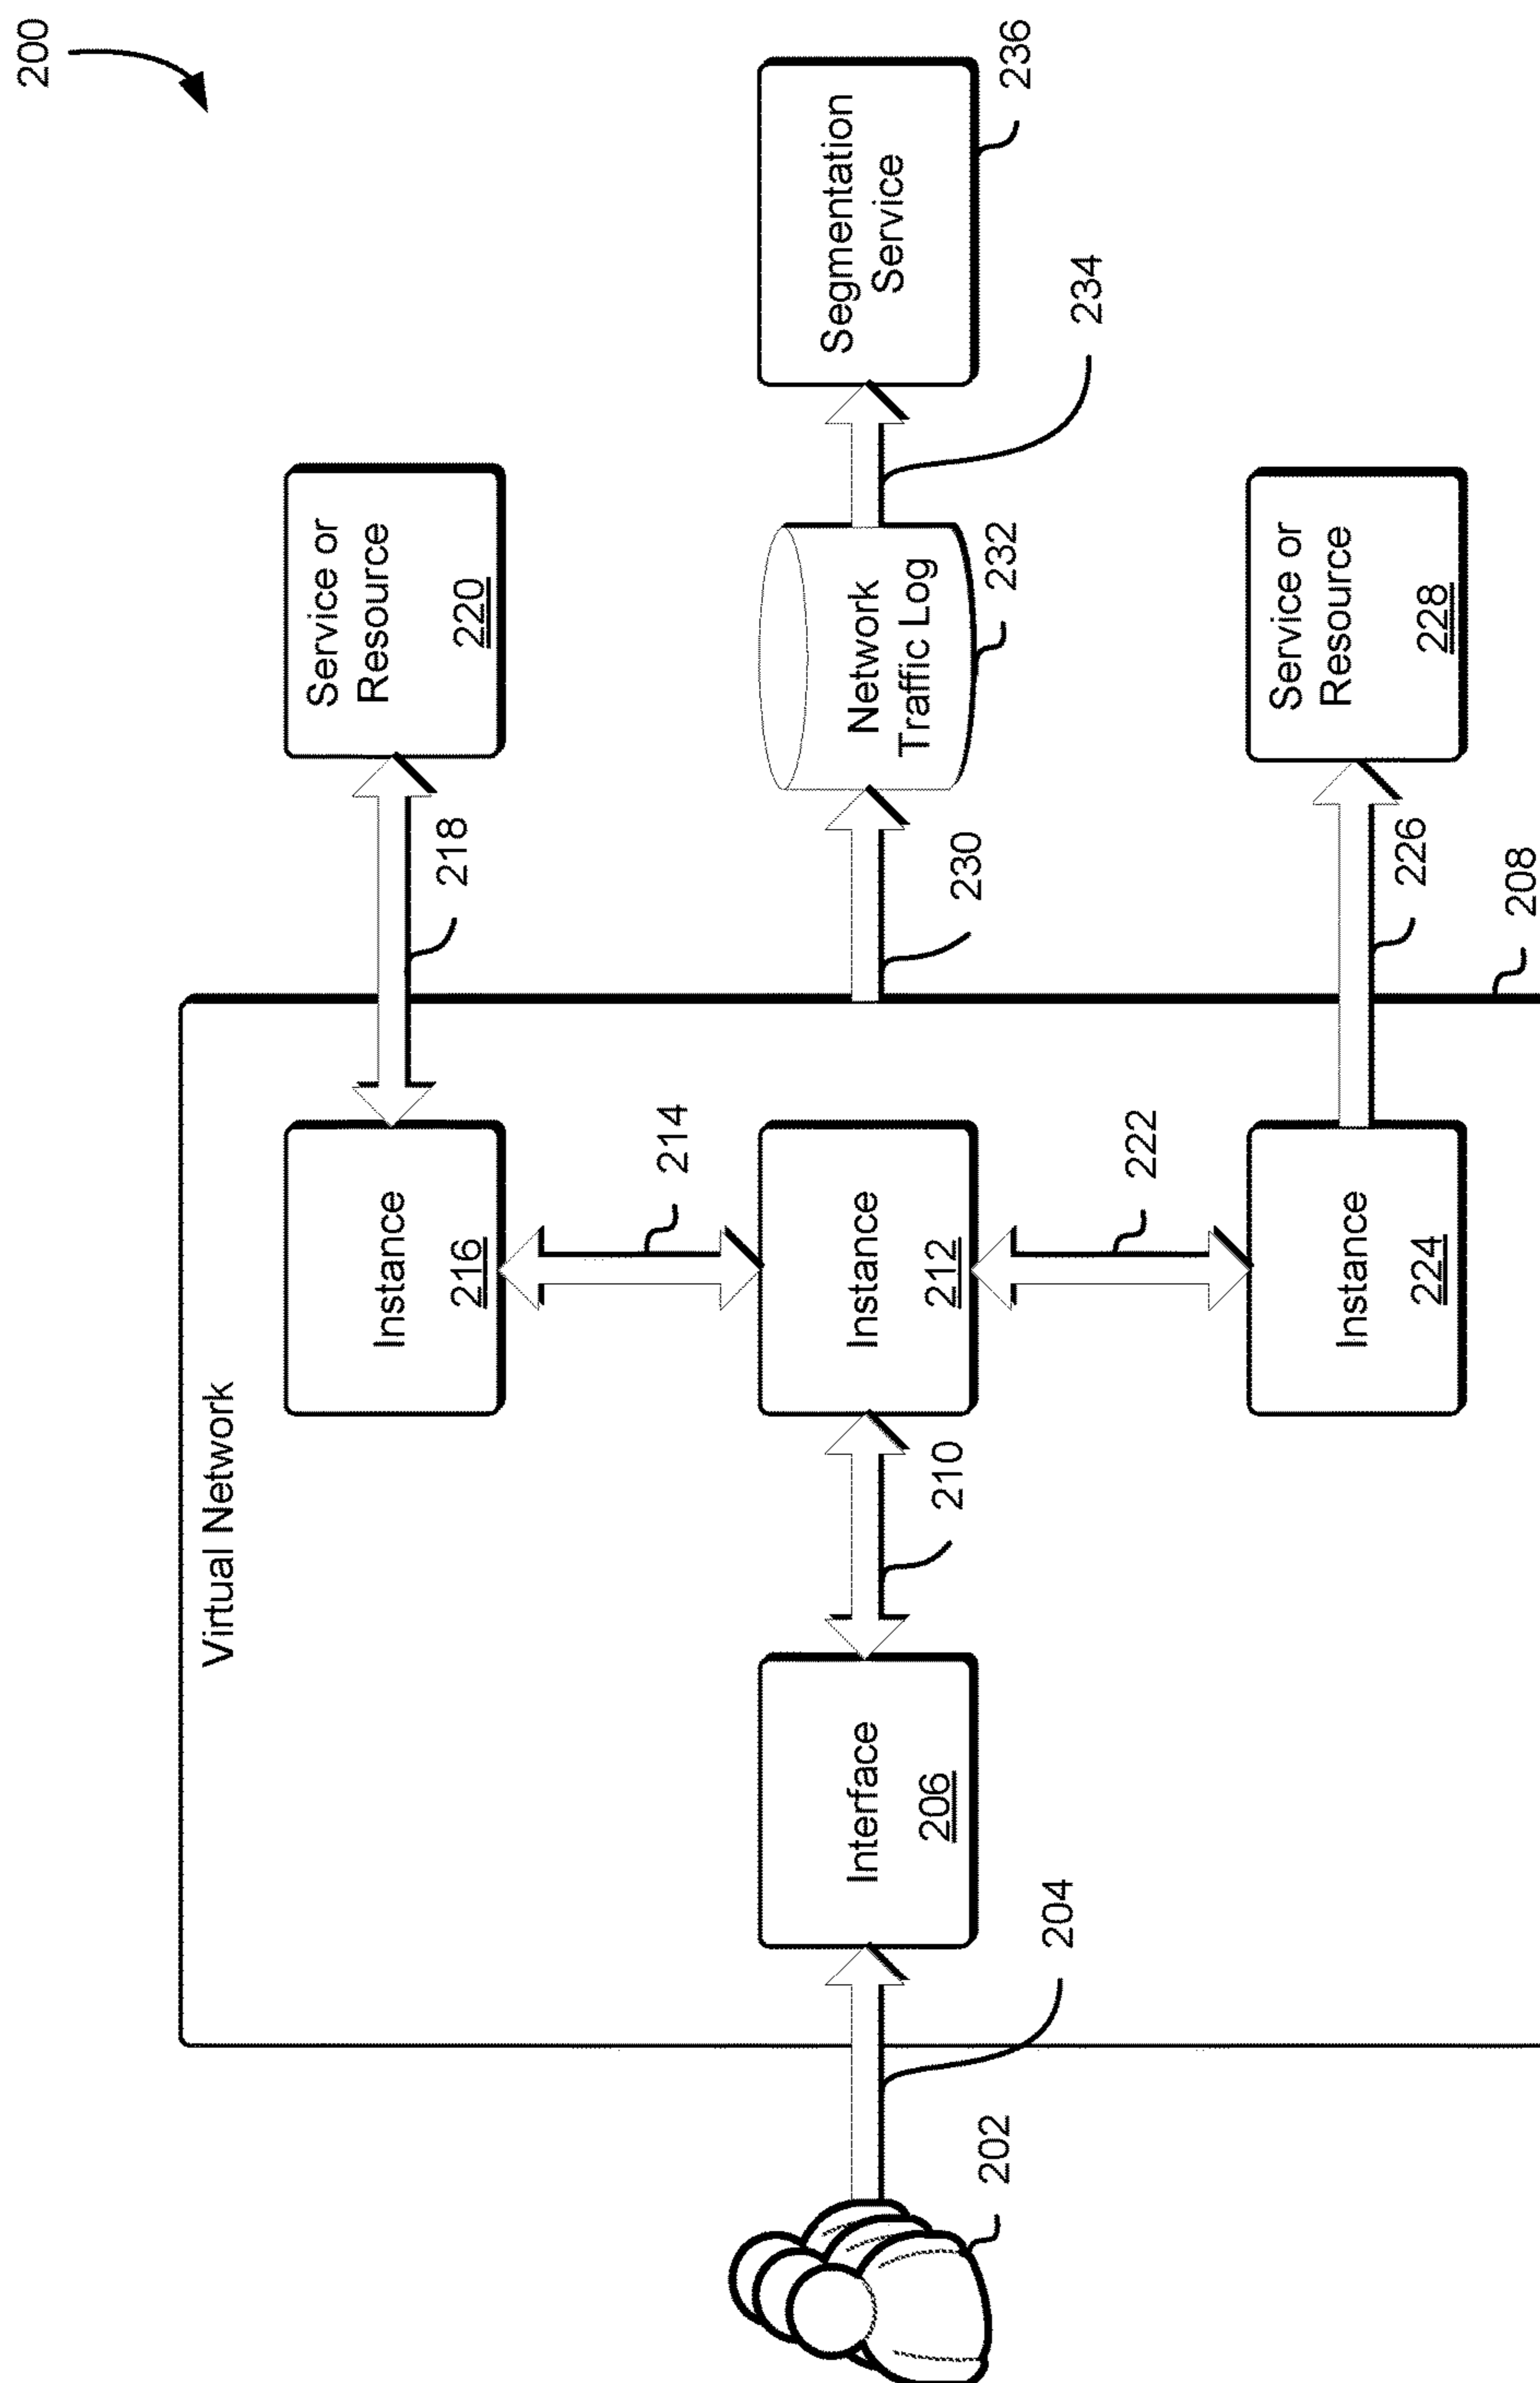 200
Virtual Network
Instance
216
218
Service or
Resource
220
214
202
204
Interface
206
210
Instance
212
230
Network
Traffic Log
232
234
Segmentation
Service
236
222
Instance
224
226
Service or
Resource
228
208